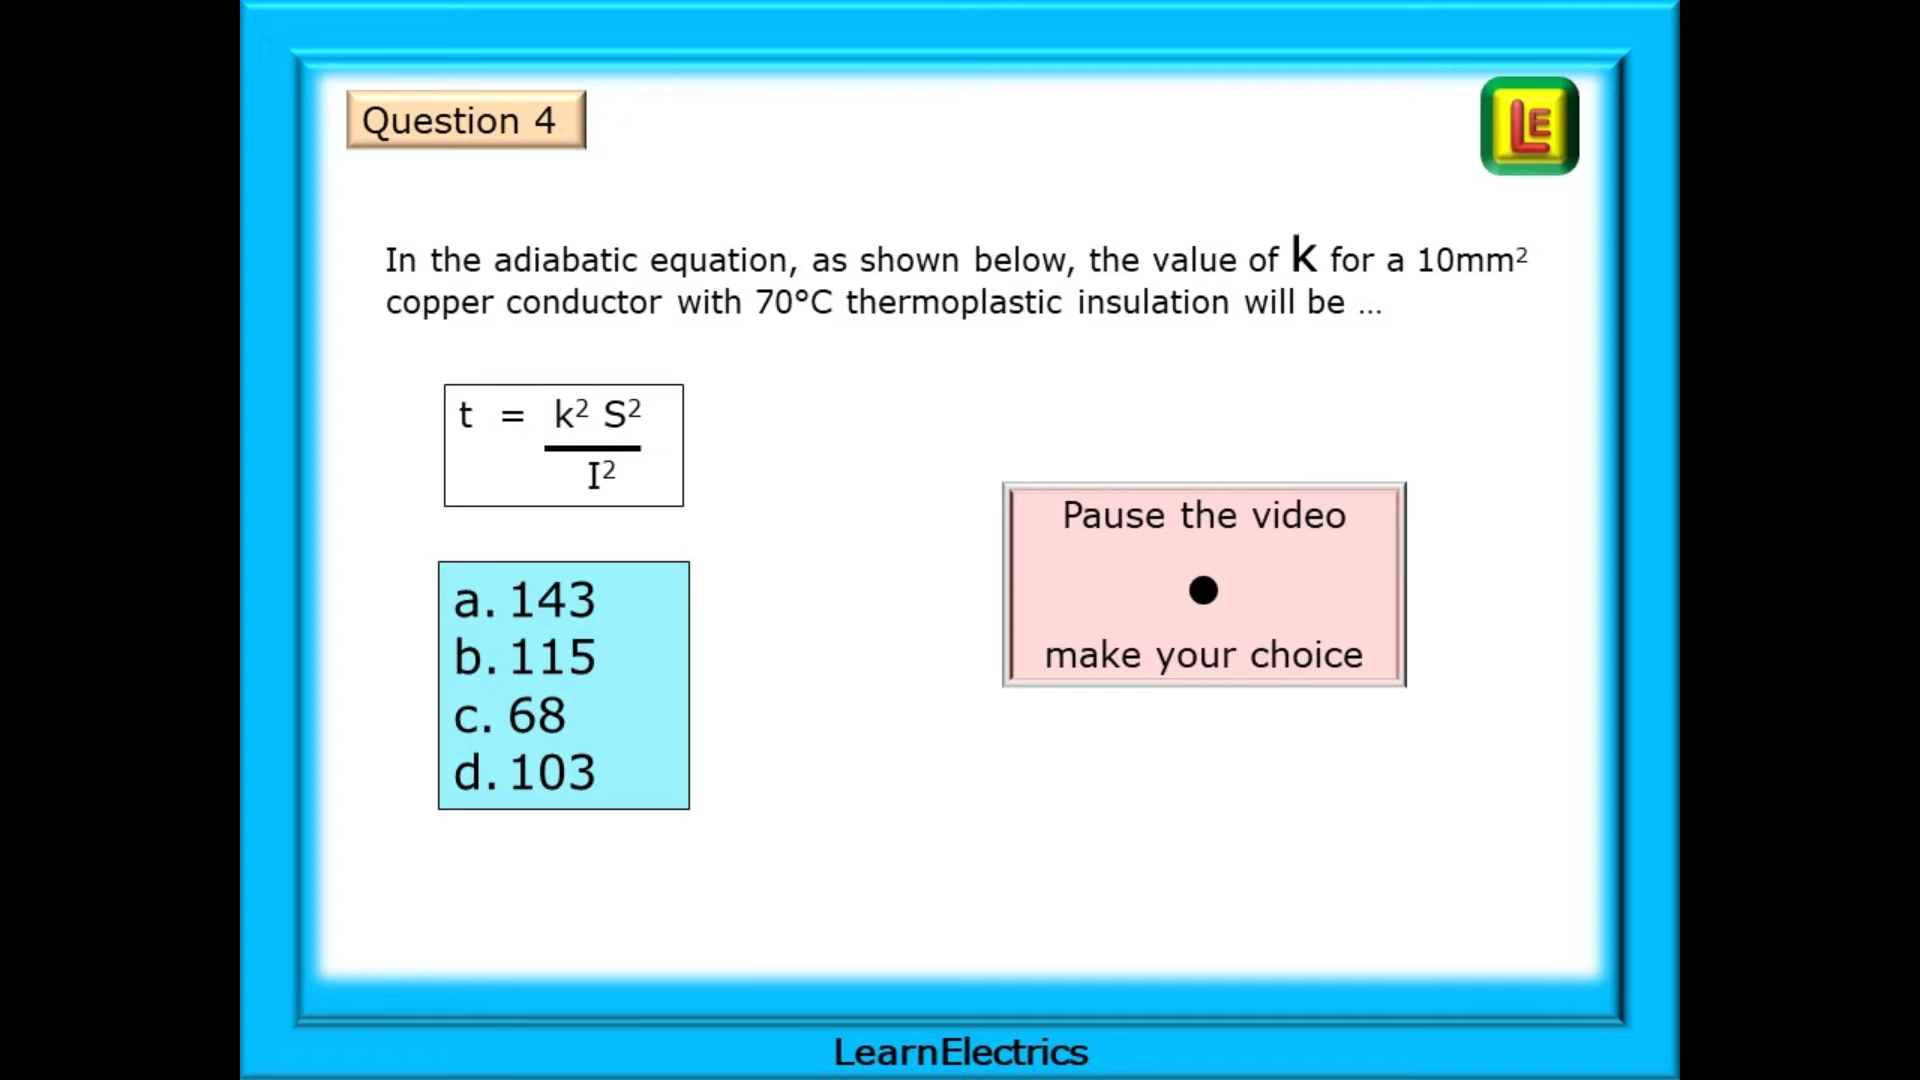 Question 4
LE
In the adiabatic equation, as shown below, the value of k for a 10mm²
copper conductor with 70°C thermoplastic insulation will be ...
t = k² S²
I²
a. 143
b. 115
c. 68
d. 103
Pause the video
●
make your choice
LearnElectrics